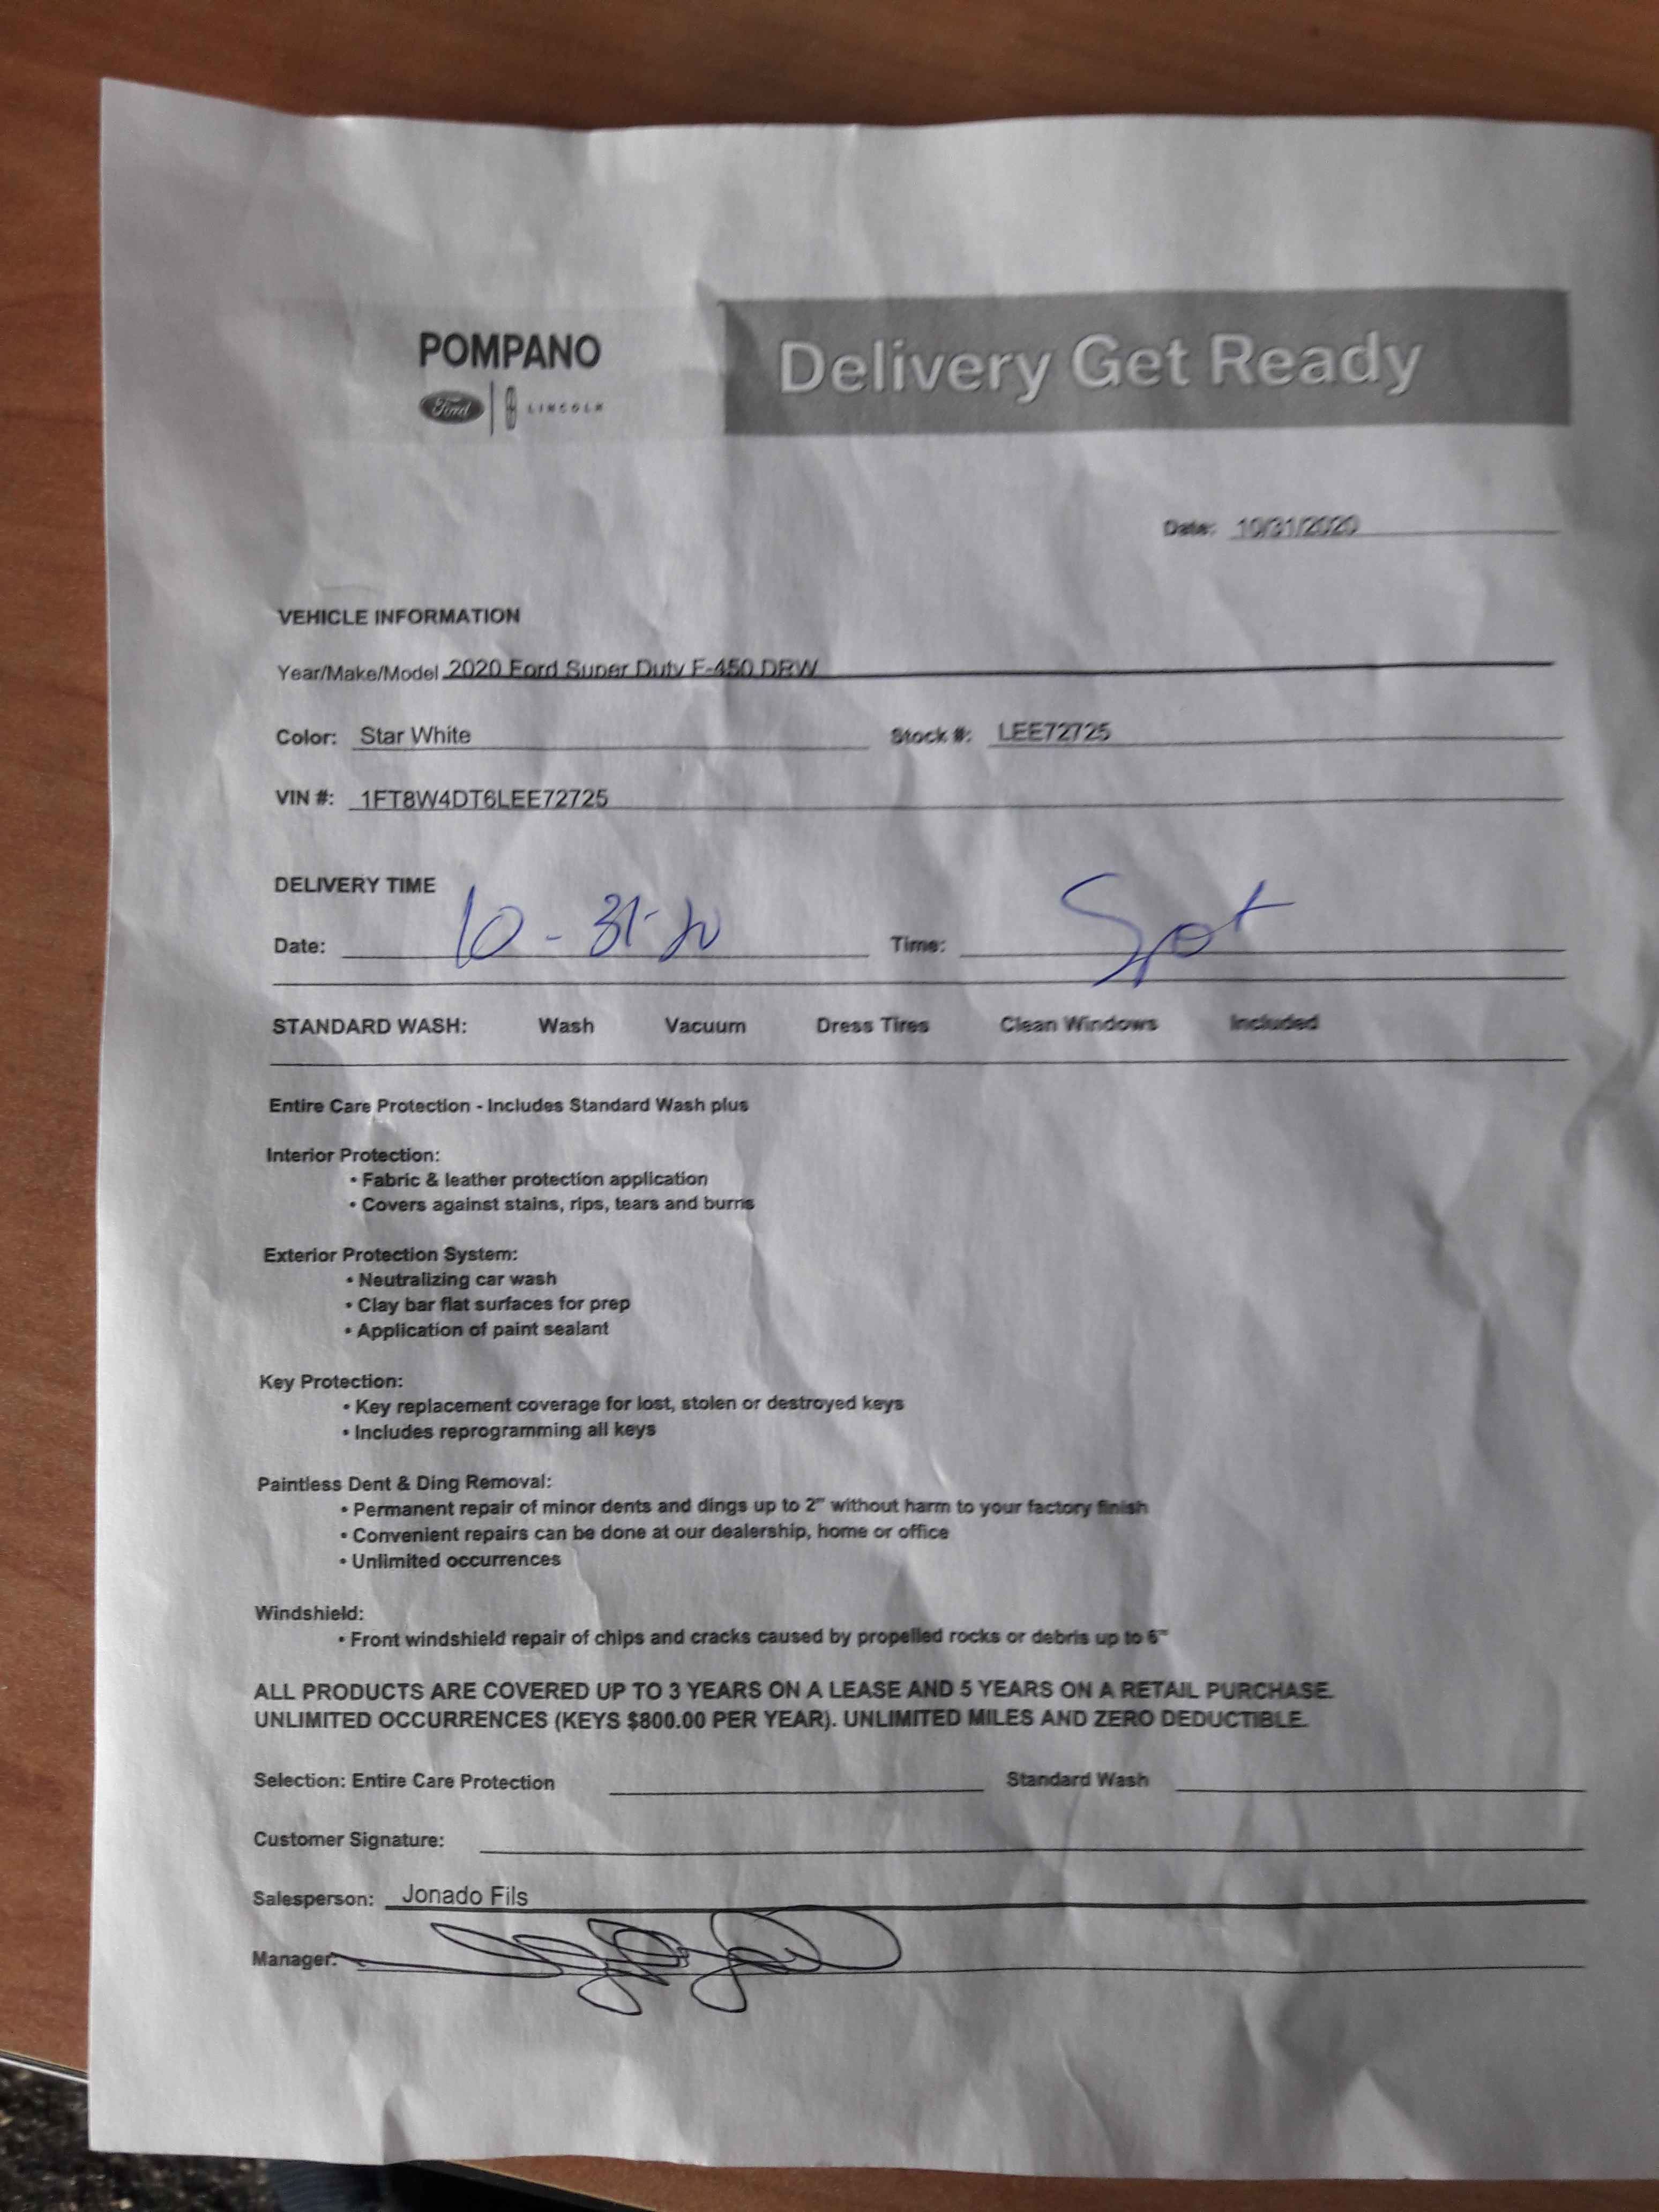 POMPANO
Delivery Get Ready
Ford LINCOLN
Date: 10/31/2020
VEHICLE INFORMATION
Year/Make/Model 2020 Ford Super Duty F-450 DRW
Color: Star White Stock #: LEE72725
VIN #: 1FT8W4DT6LEE72725
DELIVERY TIME
Date: 10-31-20 Time: Spot
STANDARD WASH: Wash Vacuum Dress Tires Clean Windows Included
Entire Care Protection - Includes Standard Wash plus
Interior Protection:
• Fabric & leather protection application
• Covers against stains, rips, tears and burns
Exterior Protection System:
• Neutralizing car wash
• Clay bar flat surfaces for prep
• Application of paint sealant
Key Protection:
• Key replacement coverage for lost, stolen or destroyed keys
• Includes reprogramming all keys
Paintless Dent & Ding Removal:
• Permanent repair of minor dents and dings up to 2" without harm to your factory finish
• Convenient repairs can be done at our dealership, home or office
• Unlimited occurrences
Windshield:
• Front windshield repair of chips and cracks caused by propelled rocks or debris up to 6"
ALL PRODUCTS ARE COVERED UP TO 3 YEARS ON A LEASE AND 5 YEARS ON A RETAIL PURCHASE.
UNLIMITED OCCURRENCES (KEYS $800.00 PER YEAR). UNLIMITED MILES AND ZERO DEDUCTIBLE.
Selection: Entire Care Protection Standard Wash
Customer Signature:
Salesperson: Jonado Fils
Manager: